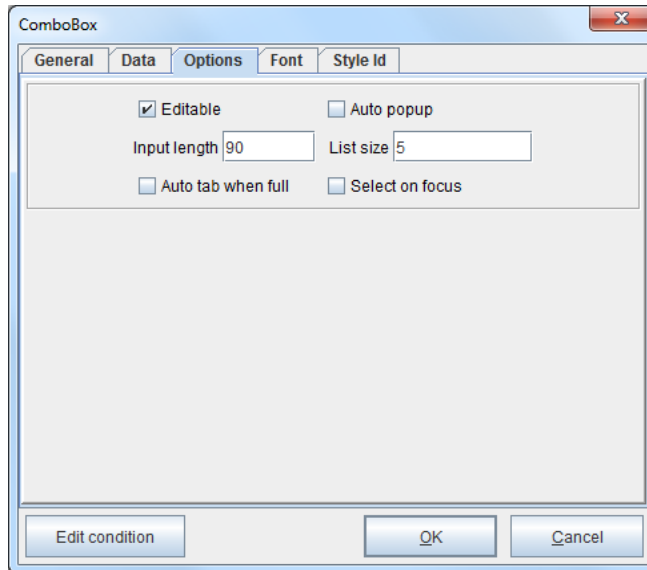 ComboBox
General Data Options Font Style Id
Editable Auto popup
Input length 90 List size 5
Auto tab when full Select on focus
Edit condition OK Cancel